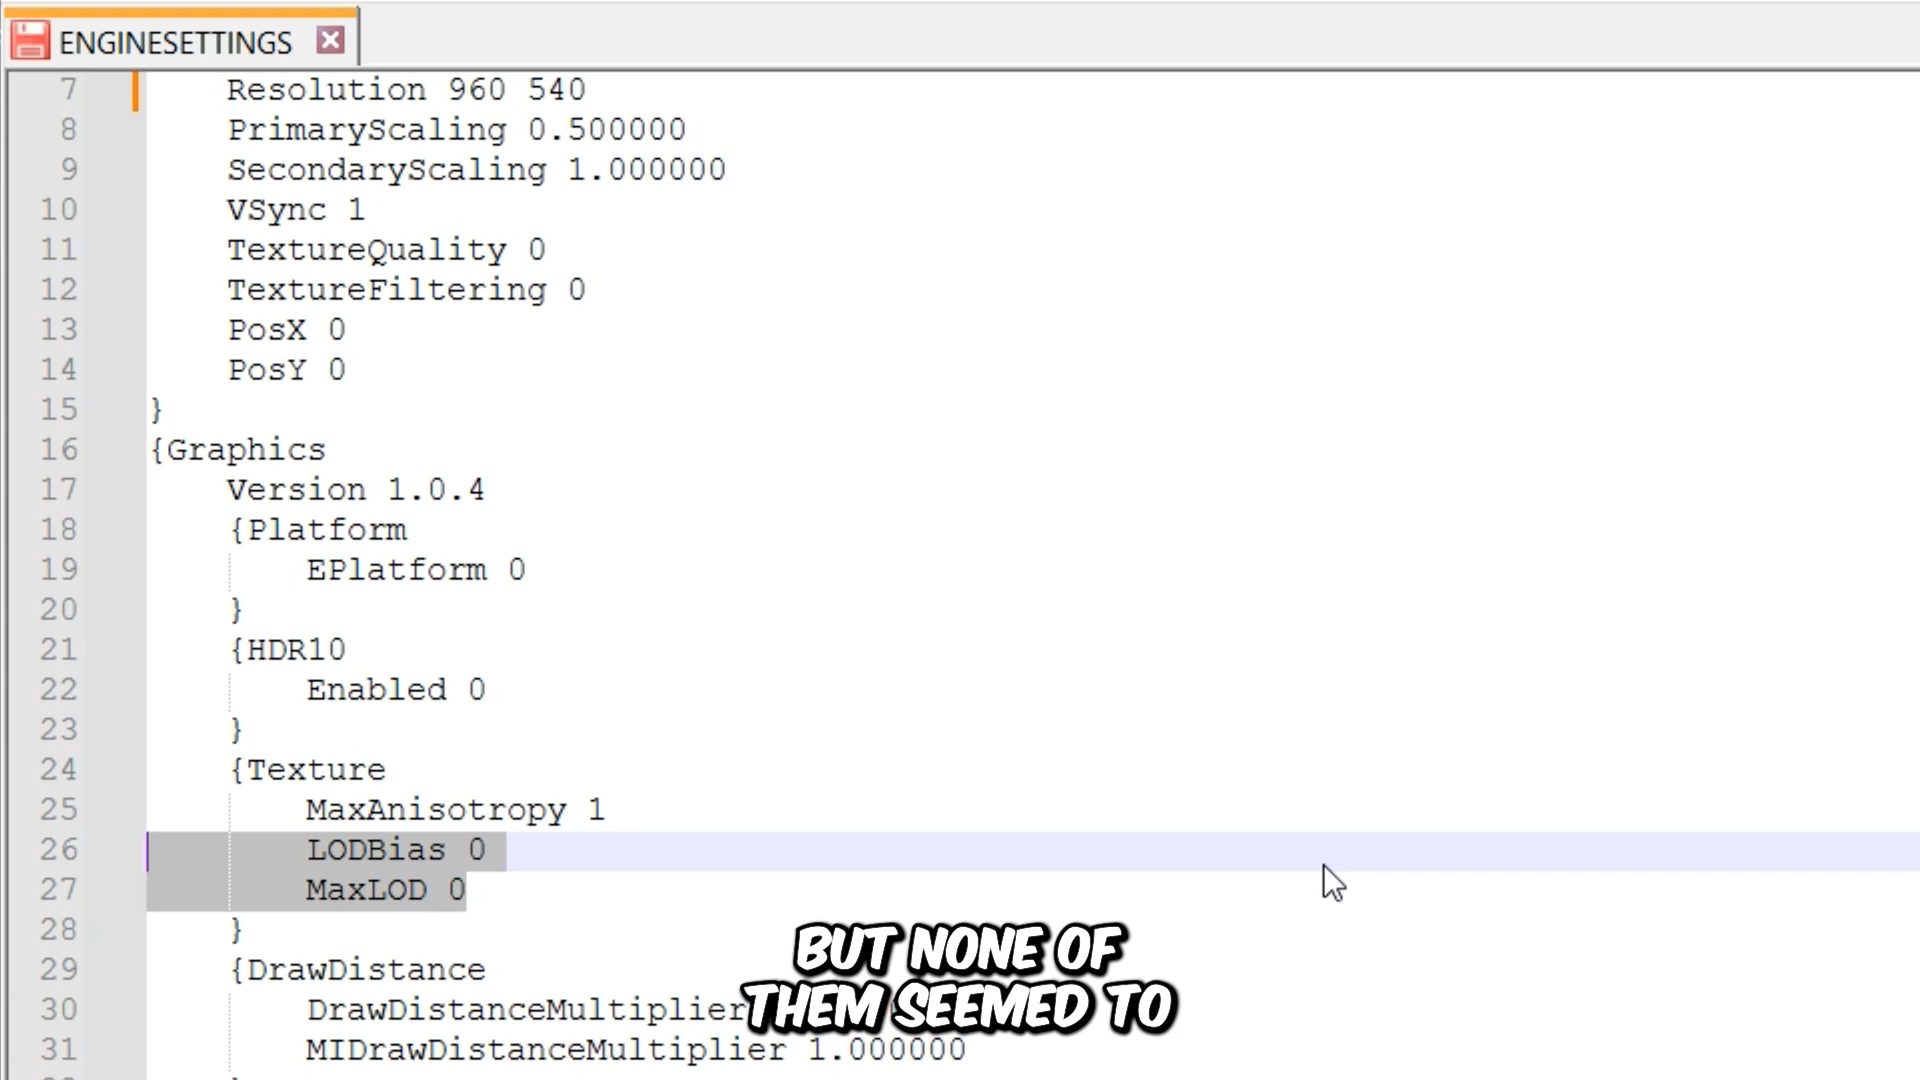 ENGINESETTINGS
7 Resolution 960 540
8 PrimaryScaling 0.500000
9 SecondaryScaling 1.000000
10 VSync 1
11 TextureQuality 0
12 TextureFiltering 0
13 PosX 0
14 PosY 0
15 }
16 {Graphics
17 Version 1.0.4
18 {Platform
19 EPlatform 0
20 }
21 {HDR10
22 Enabled 0
23 }
24 {Texture
25 MaxAnisotropy 1
26 LODBias 0
27 MaxLOD 0
28 }
29 {DrawDistance
30 DrawDistanceMultiplier
31 MIDrawDistanceMultiplier 1.000000
BUT NONE OF
THEM SEEMED TO